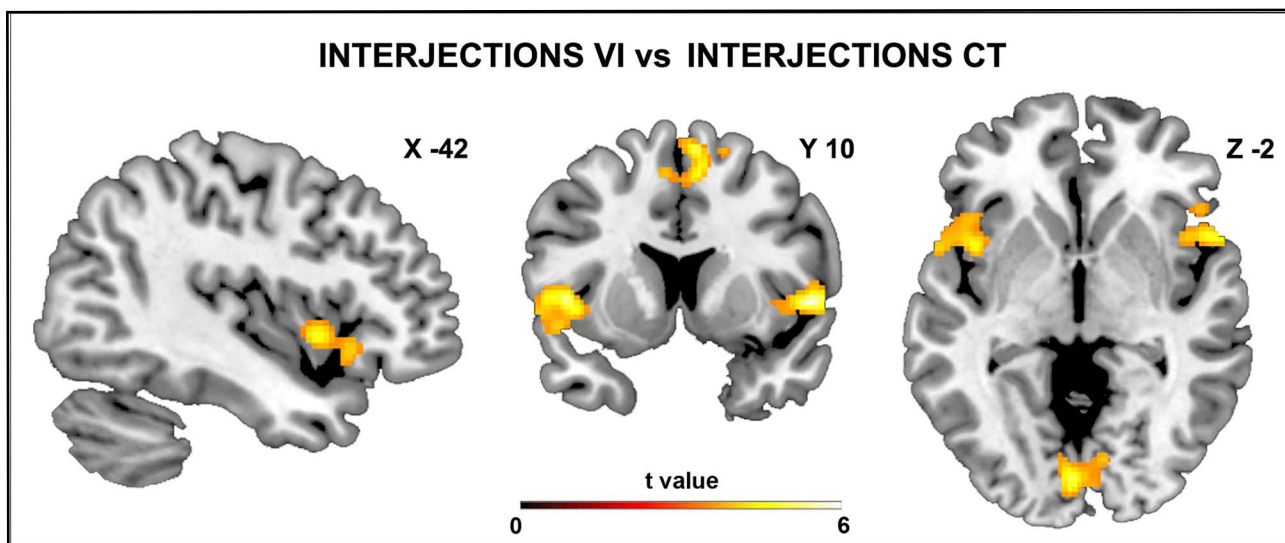 INTERJECTIONS VI vs INTERJECTIONS CT
X -42
Y 10
Z -2
t value
0 6